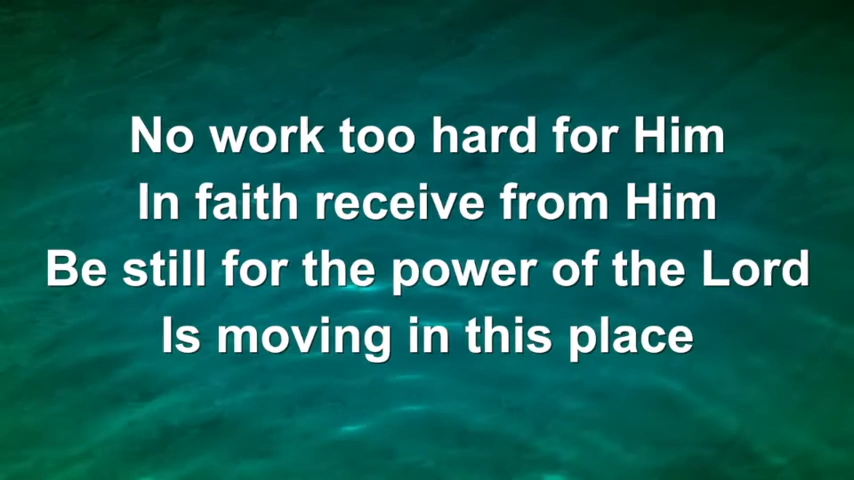 No work too hard for Him
In faith receive from Him
Be still for the power of the Lord
Is moving in this place